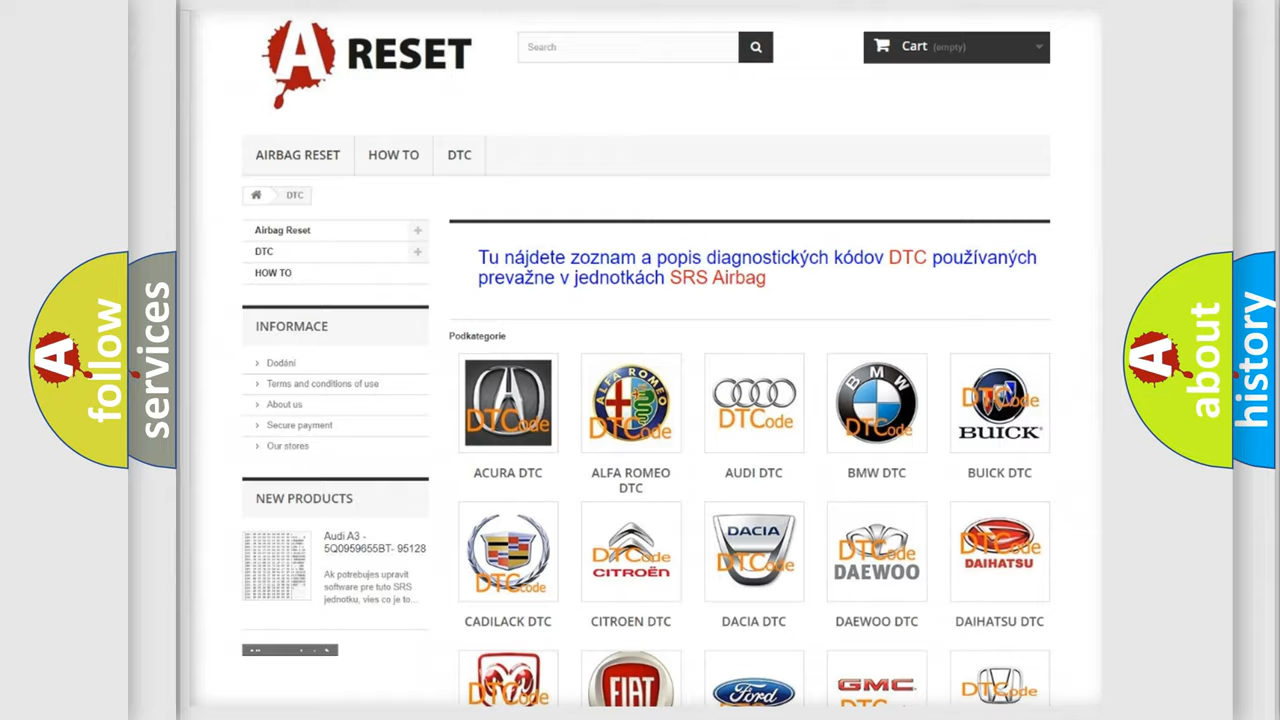 A RESET
Search
Cart (empty)
AIRBAG RESET
HOW TO
DTC
DTC
Airbag Reset
DTC
HOW TO
INFORMACE
Dodání
Terms and conditions of use
About us
Secure payment
Our stores
NEW PRODUCTS
Audi A3 -
5Q0959655BT- 95128
Ak potrebujes upravit
software pre tuto SRS
jednotku, vies co je to...
Tu nájdete zoznam a popis diagnostických kódov DTC používaných
prevažne v jednotkách SRS Airbag
Podkategorie
DTCode
ALFA ROMEO
DTCode
DTCode
BMW
DTCode
DTCode
BUICK
ACURA DTC
ALFA ROMEO
DTC
AUDI DTC
BMW DTC
BUICK DTC
DTCode
DTCode
CITROËN
DACIA
DTCode
DTCode
DAEWOO
DTCode
DAIHATSU
CADILACK DTC
CITROEN DTC
DACIA DTC
DAEWOO DTC
DAIHATSU DTC
DTCode
FIAT
Ford
GMC
DTCode
A follow
services
A about
history